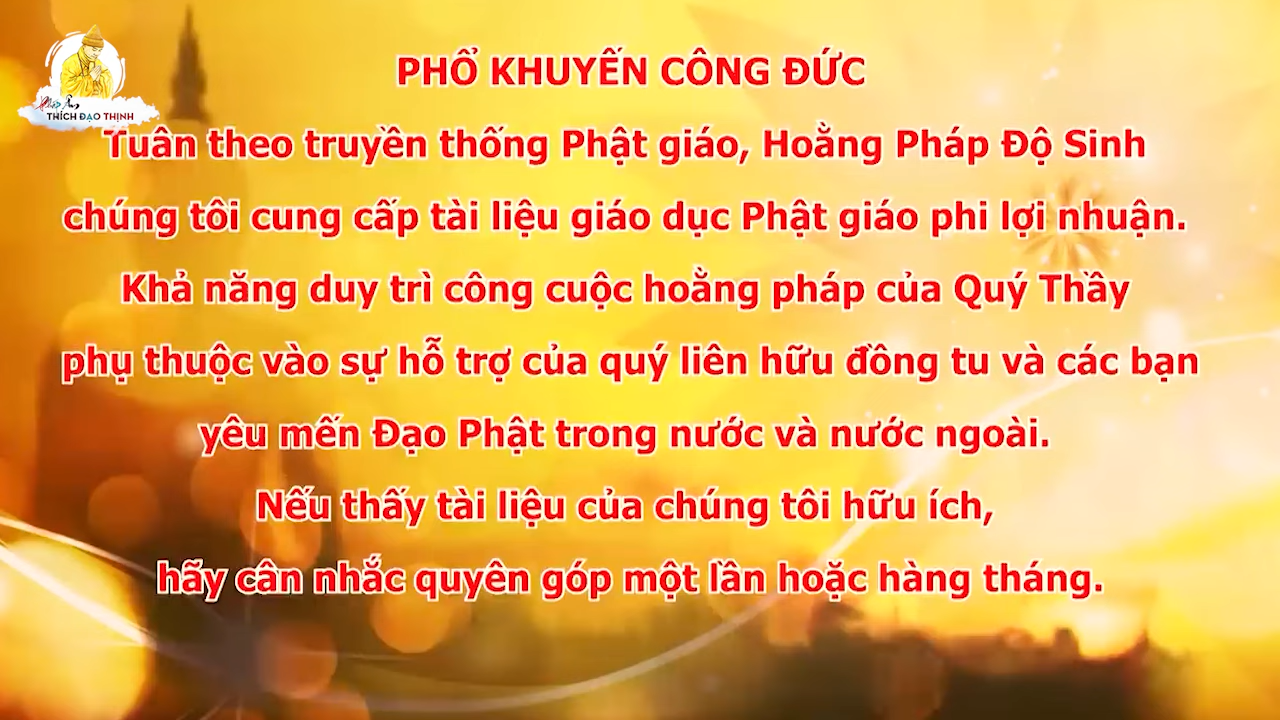 Pháp Âm
THÍCH ĐẠO THỊNH
PHỔ KHUYẾN CÔNG ĐỨC
Tuân theo truyền thống Phật giáo, Hoằng Pháp Độ Sinh
chúng tôi cung cấp tài liệu giáo dục Phật giáo phi lợi nhuận.
Khả năng duy trì công cuộc hoằng pháp của Quý Thầy
phụ thuộc vào sự hỗ trợ của quý liên hữu đồng tu và các bạn
yêu mến Đạo Phật trong nước và nước ngoài.
Nếu thấy tài liệu của chúng tôi hữu ích,
hãy cân nhắc quyên góp một lần hoặc hàng tháng.